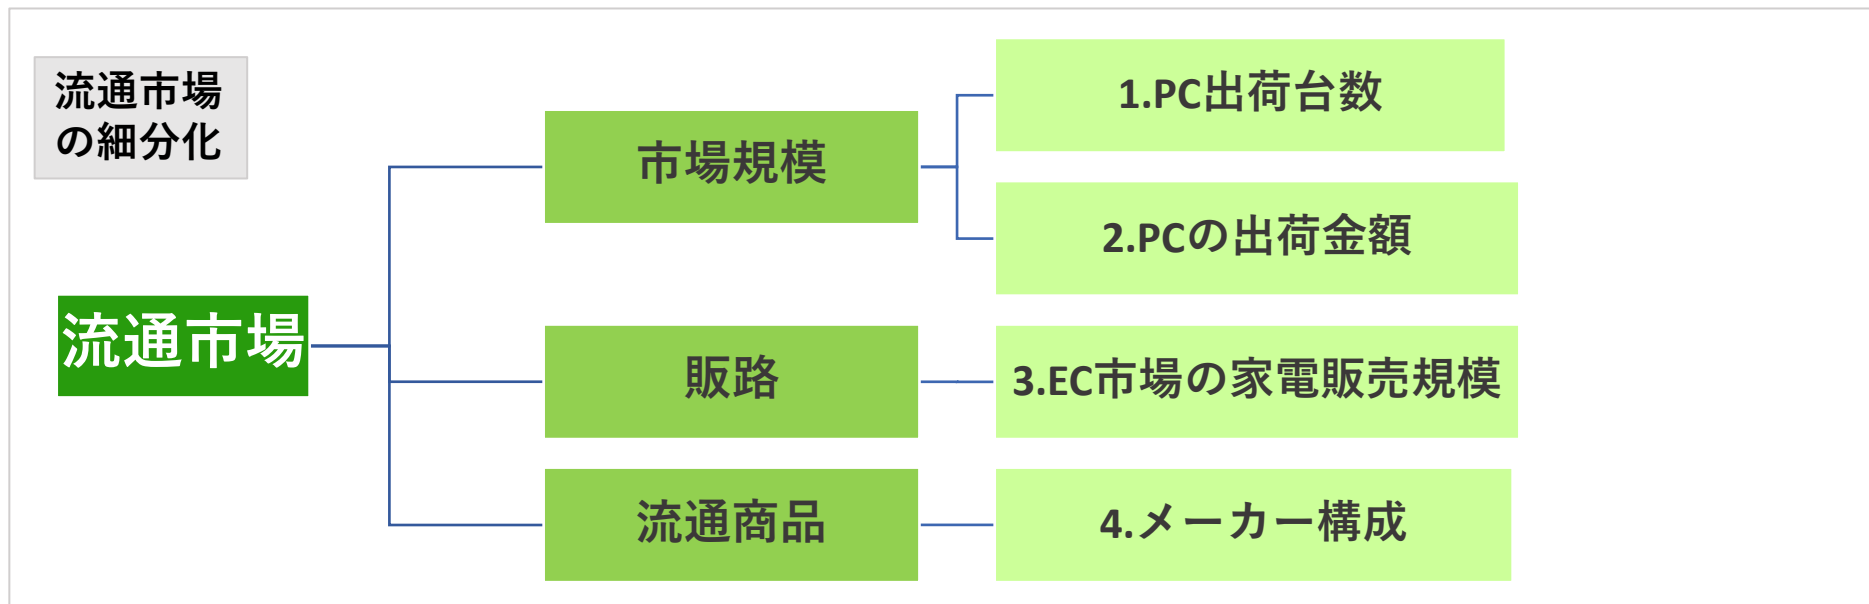 流通市場
の細分化
流通市場
市場規模
1.PC出荷台数
2.PCの出荷金額
販路
3.EC市場の家電販売規模
流通商品
4.メーカー構成